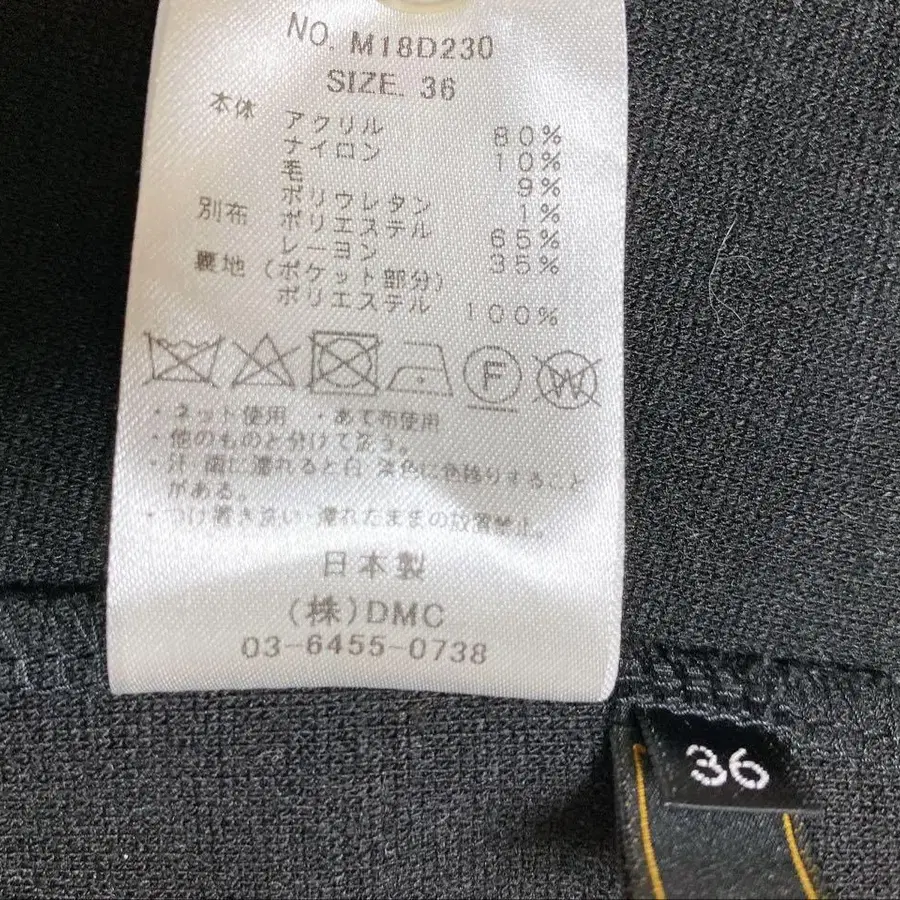 NO. M18D230
SIZE. 36
本体 アクリル 80%
ナイロン 10%
毛 9%
ポリウレタン 1%
別布 ポリエステル 65%
レーヨン 35%
裏地 (ポケット部分)
ポリエステル 100%
F W
・ネット使用 ・あて布使用
・他のものと分けて洗う。
・汗・雨に濡れると白・淡色に色移りすること
がある。
・つけ置き洗い・濡れたままの放置禁止。
日本製
(株)DMC
03-6455-0738
36